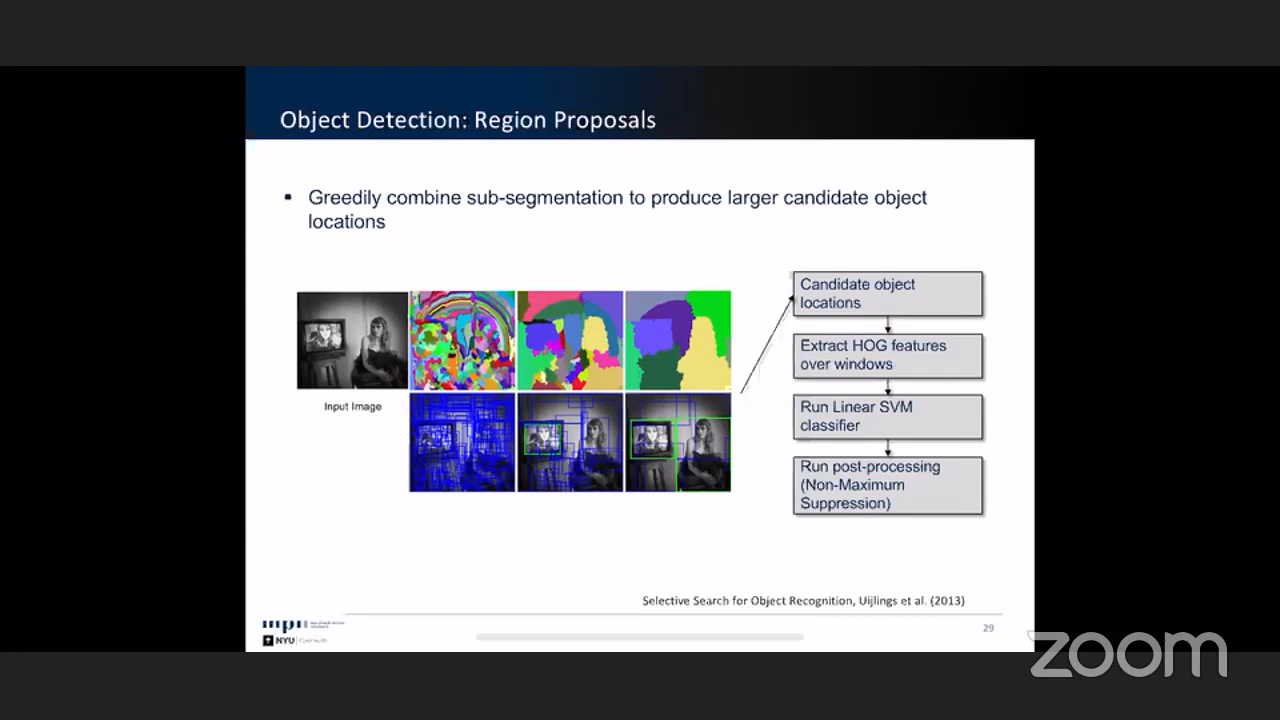 Object Detection: Region Proposals
Greedily combine sub-segmentation to produce larger candidate object
locations
Input Image
Candidate object
locations
Extract HOG features
over windows
Run Linear SVM
classifier
Run post-processing
(Non-Maximum
Suppression)
Selective Search for Object Recognition, Uijlings et al. (2013)
NYU
29
zoom